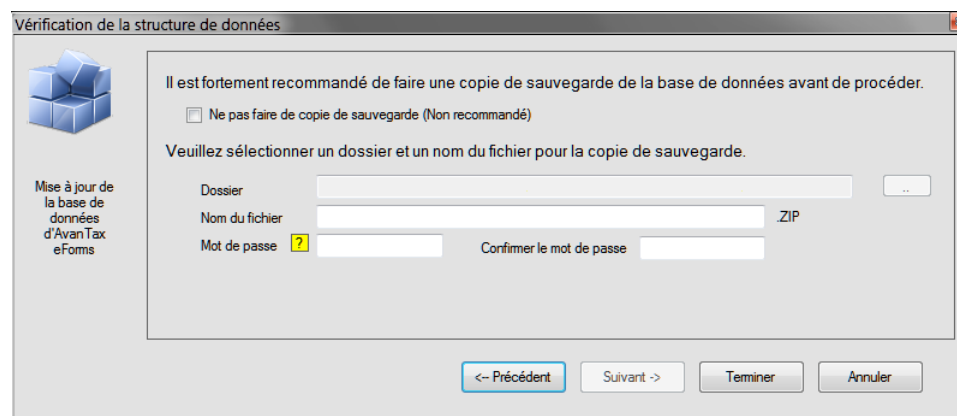 Vérification de la structure de données
Il est fortement recommandé de faire une copie de sauvegarde de la base de données avant de procéder.
Ne pas faire de copie de sauvegarde (Non recommandé)
Veuillez sélectionner un dossier et un nom du fichier pour la copie de sauvegarde.
Mise à jour de
la base de
données
d'AvanTax
eForms
Dossier
..
Nom du fichier
.ZIP
Mot de passe ?
Confirmer le mot de passe
<-- Précédent
Suivant ->
Terminer
Annuler